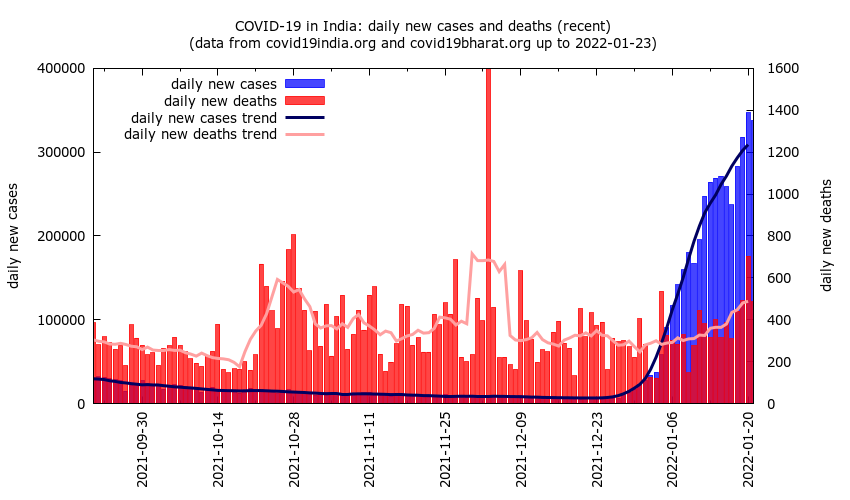 COVID-19 in India: daily new cases and deaths (recent)
(data from covid19india.org and covid19bharat.org up to 2022-01-23)
daily new cases
daily new deaths
daily new cases trend
daily new deaths trend
daily new cases
400000
300000
200000
100000
0
1600
1400
1200
1000
800
600
400
200
0
daily new deaths
2021-09-30
2021-10-14
2021-10-28
2021-11-11
2021-11-25
2021-12-09
2021-12-23
2022-01-06
2022-01-20